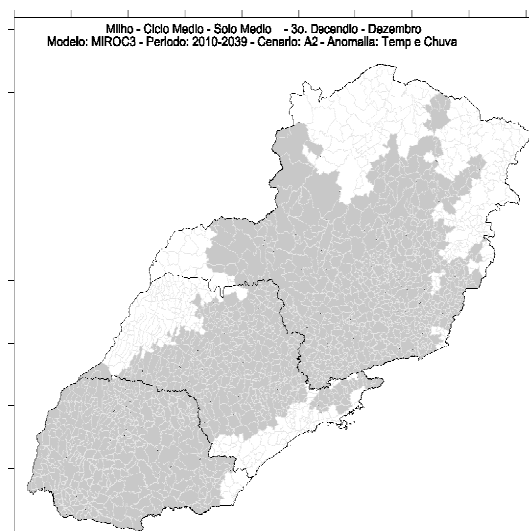 Milho - Ciclo Medio - Solo Medio - 3o. Decendio - Dezembro
Modelo: MIROC3 - Periodo: 2010-2039 - Cenario: A2 - Anomalia: Temp e Chuva